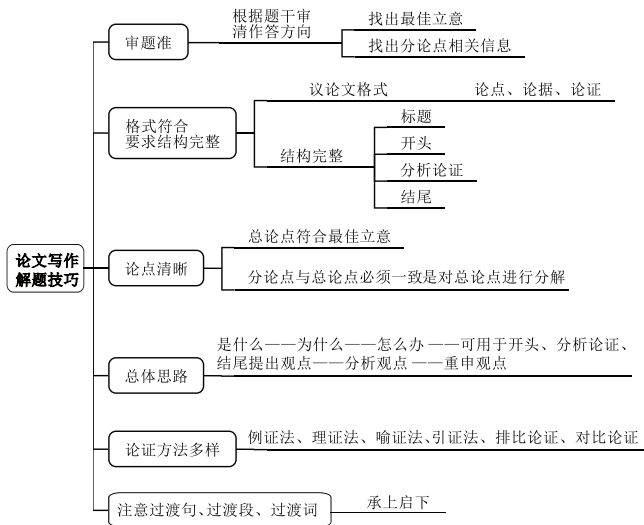 论文写作
解题技巧
审题准
根据题干审
清作答方向
找出最佳立意
找出分论点相关信息
格式符合
要求结构完整
议论文格式
论点、论据、论证
结构完整
标题
开头
分析论证
结尾
论点清晰
总论点符合最佳立意
分论点与总论点必须一致是对总论点进行分解
总体思路
是什么——为什么——怎么办——可用于开头、分析论证、
结尾提出观点——分析观点——重申观点
论证方法多样
例证法、理证法、喻证法、引证法、排比论证、对比论证
注意过渡句、过渡段、过渡词
承上启下